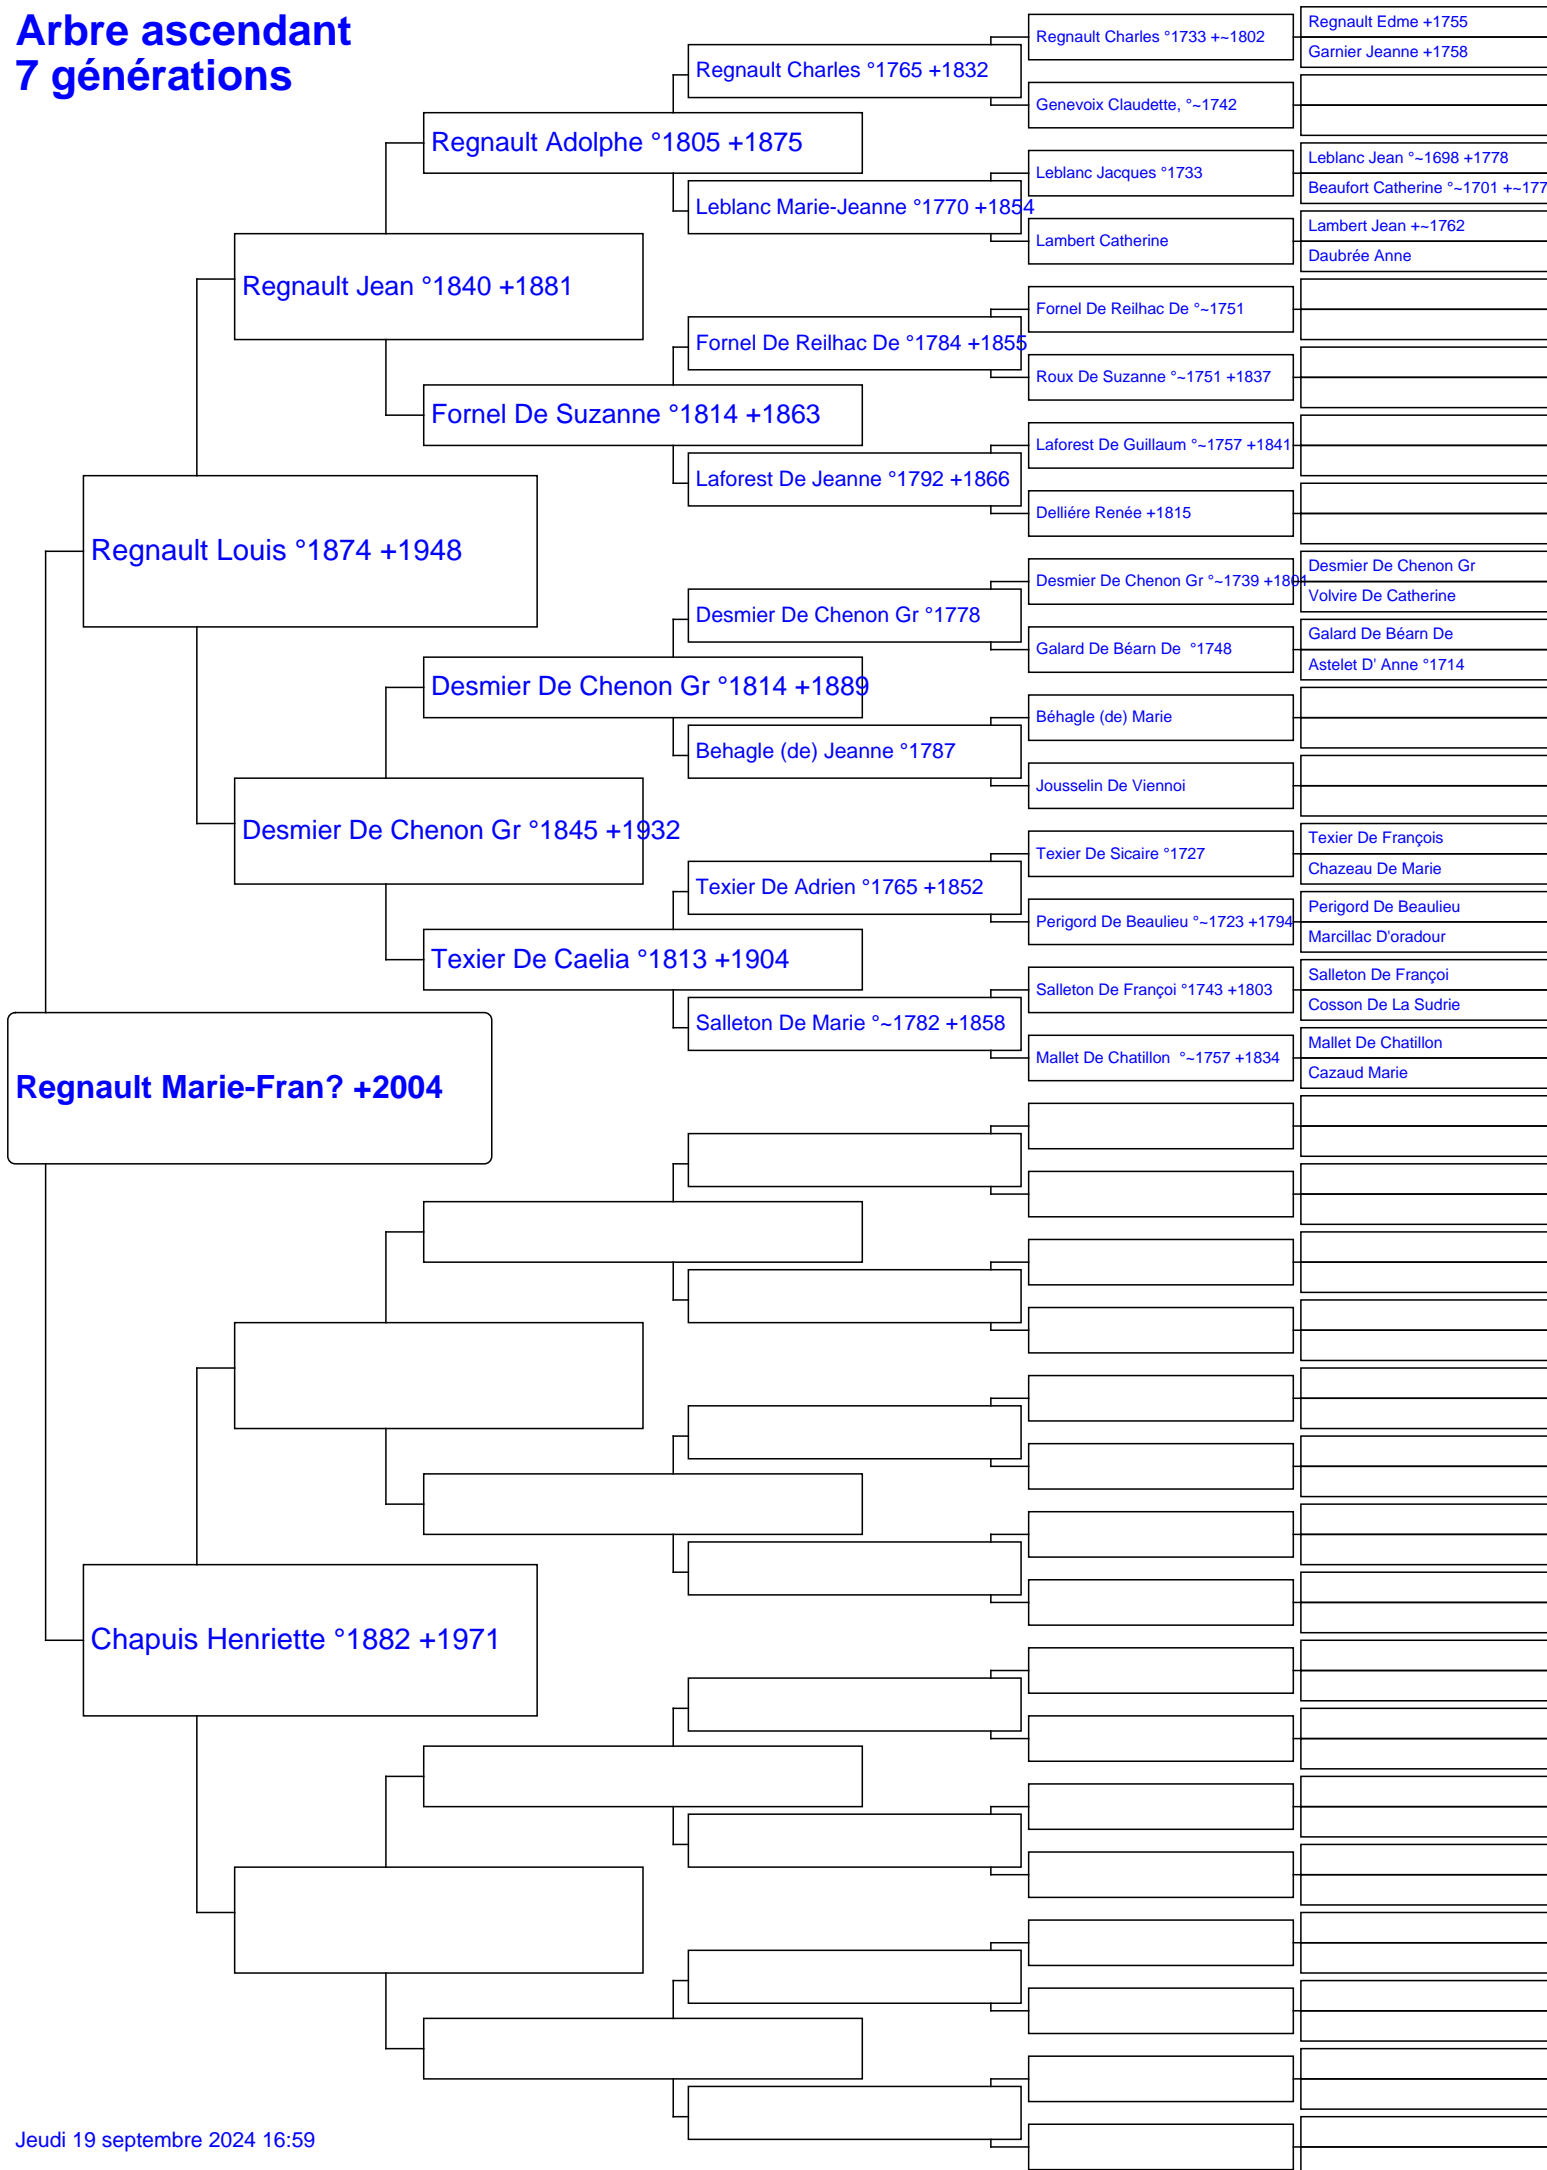 Arbre ascendant
7 générations
Regnault Marie-Fran? +2004
Regnault Louis °1874 +1948
Chapuis Henriette °1882 +1971
Regnault Jean °1840 +1881
Desmier De Chenon Gr °1845 +1932
Regnault Adolphe °1805 +1875
Fornel De Suzanne °1814 +1863
Desmier De Chenon Gr °1814 +1889
Texier De Caelia °1813 +1904
Regnault Charles °1765 +1832
Leblanc Marie-Jeanne °1770 +1854
Fornel De Reilhac De °1784 +1855
Laforest De Jeanne °1792 +1866
Desmier De Chenon Gr °1778
Behagle (de) Jeanne °1787
Texier De Adrien °1765 +1852
Salleton De Marie °~1782 +1858
Regnault Charles °1733 +~1802
Genevoix Claudette, °~1742
Leblanc Jacques °1733
Lambert Catherine
Fornel De Reilhac De °~1751
Roux De Suzanne °~1751 +1837
Laforest De Guillaum °~1757 +1841
Delliére Renée +1815
Desmier De Chenon Gr °~1739 +1801
Galard De Béarn De °1748
Béhagle (de) Marie
Jousselin De Viennoi
Texier De Sicaire °1727
Perigord De Beaulieu °~1723 +1794
Salleton De Françoi °1743 +1803
Mallet De Chatillon °~1757 +1834
Regnault Edme +1755
Garnier Jeanne +1758
Leblanc Jean °~1698 +1778
Beaufort Catherine °~1701 +~177
Lambert Jean +~1762
Daubrée Anne
Desmier De Chenon Gr
Volvire De Catherine
Galard De Béarn De
Astelet D' Anne °1714
Texier De François
Chazeau De Marie
Perigord De Beaulieu
Marcillac D'oradour
Salleton De Françoi
Cosson De La Sudrie
Mallet De Chatillon
Cazaud Marie
Jeudi 19 septembre 2024 16:59